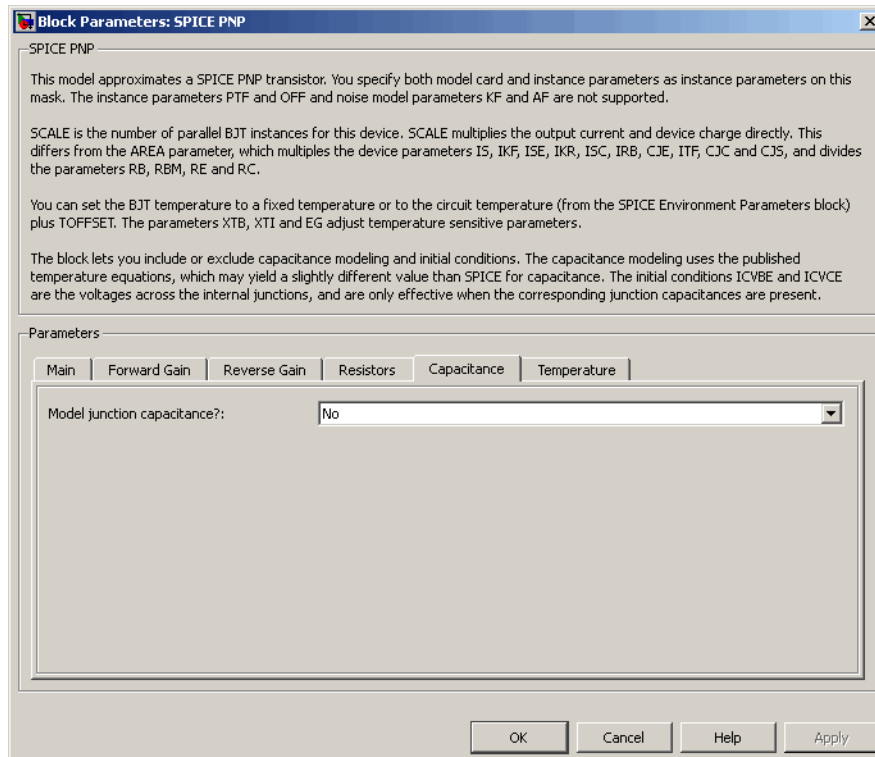 Block Parameters: SPICE PNP
SPICE PNP
This model approximates a SPICE PNP transistor. You specify both model card and instance parameters as instance parameters on this
mask. The instance parameters PTF and OFF and noise model parameters KF and AF are not supported.
SCALE is the number of parallel BJT instances for this device. SCALE multiplies the output current and device charge directly. This
differs from the AREA parameter, which multiples the device parameters IS, IKF, ISE, IKR, ISC, IRB, CJE, ITF, CJC and CJS, and divides
the parameters RB, RBM, RE and RC.
You can set the BJT temperature to a fixed temperature or to the circuit temperature (from the SPICE Environment Parameters block)
plus TOFFSET. The parameters XTB, XTI and EG adjust temperature sensitive parameters.
The block lets you include or exclude capacitance modeling and initial conditions. The capacitance modeling uses the published
temperature equations, which may yield a slightly different value than SPICE for capacitance. The initial conditions ICVBE and ICVCE
are the voltages across the internal junctions, and are only effective when the corresponding junction capacitances are present.
Parameters
Main Forward Gain Reverse Gain Resistors Capacitance Temperature
Model junction capacitance?: No
OK Cancel Help Apply